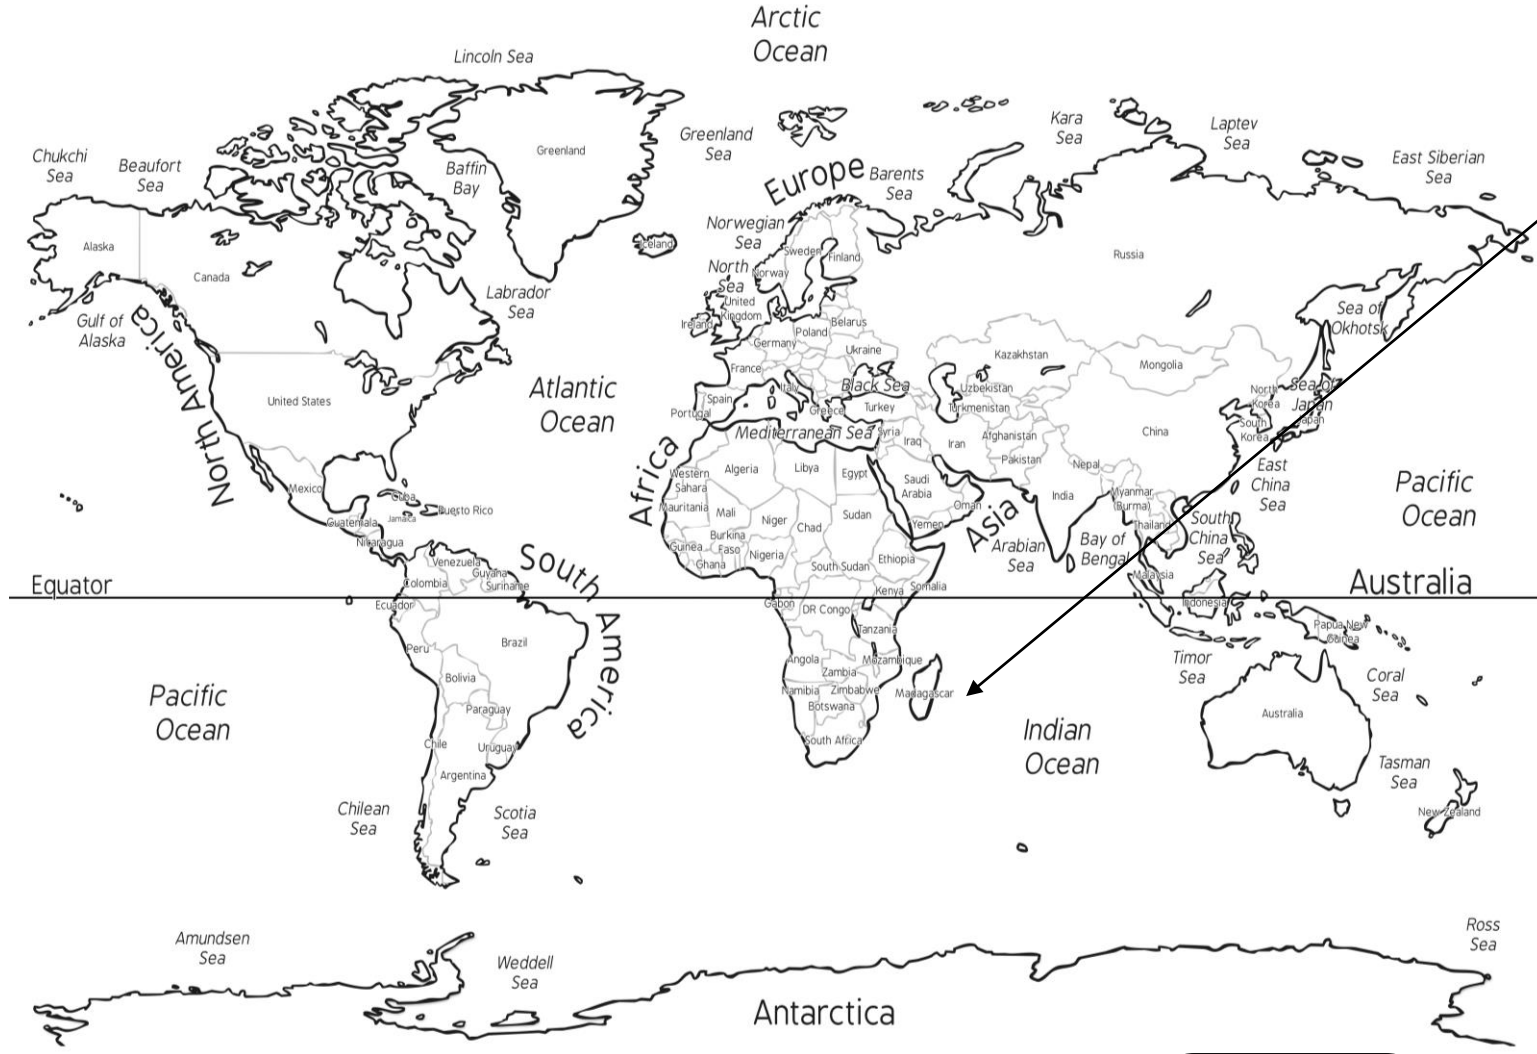 Arctic
Ocean
Lincoln Sea
Chukchi
Sea
Beaufort
Sea
Baffin
Bay
Greenland
Greenland
Sea
Europe
Barents
Sea
Kara
Sea
Laptev
Sea
East Siberian
Sea
Alaska
Canada
Iceland
Norwegian
Sea
Sweden
Finland
Norway
Russia
North
Sea
United
Kingdom
Ireland
Labrador
Sea
Gulf of
Alaska
North America
Belarus
Poland
Germany
Ukraine
France
Sea of
Okhotsk
Kazakhstan
Mongolia
United States
Atlantic
Ocean
Italy
Black Sea
Spain
Portugal
Greece
Turkey
Uzbekistan
Turkmenistan
North
Korea
South
Korea
Sea of
Japan
Japan
Mediterranean Sea
Syria
Iraq
Iran
Afghanistan
Pakistan
China
Nepal
Africa
Western
Sahara
Algeria
Libya
Egypt
Saudi
Arabia
Oman
India
Myanmar
(Burma)
East
China
Sea
Pacific
Ocean
Mexico
Cuba
Jamaica
Puerto Rico
Guatemala
Nicaragua
Mauritania
Mali
Niger
Chad
Sudan
Yemen
Asia
Arabian
Sea
Bay of
Bengal
Thailand
South
China
Sea
Guinea
Burkina
Faso
Ghana
Nigeria
South Sudan
Ethiopia
Somalia
Kenya
Malaysia
Indonesia
Venezuela
Guyana
Suriname
Colombia
South America
Equator
Australia
Ecuador
Gabon
DR Congo
Tanzania
Papua New
Guinea
Peru
Brazil
Bolivia
Angola
Zambia
Mozambique
Namibia
Zimbabwe
Botswana
Madagascar
South Africa
Timor
Sea
Coral
Sea
Pacific
Ocean
Paraguay
Chile
Uruguay
Argentina
Indian
Ocean
Australia
Tasman
Sea
New Zealand
Chilean
Sea
Scotia
Sea
Amundsen
Sea
Weddell
Sea
Ross
Sea
Antarctica